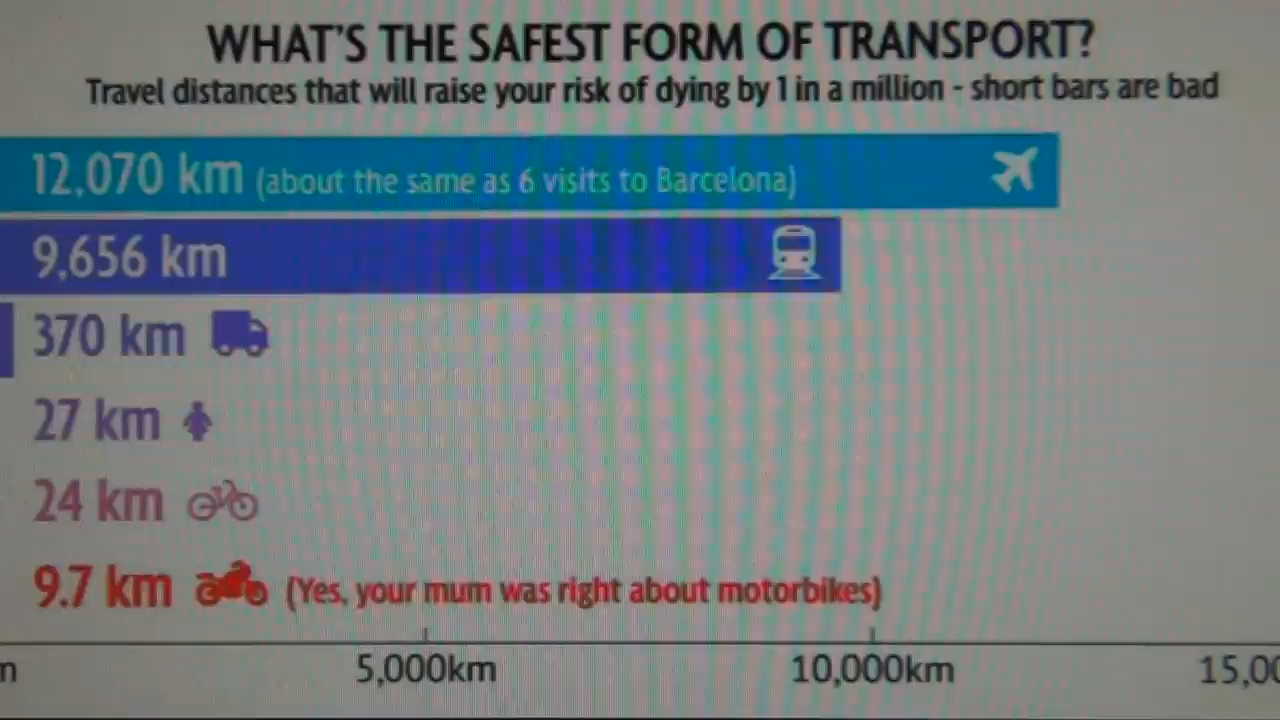 WHAT'S THE SAFEST FORM OF TRANSPORT?
Travel distances that will raise your risk of dying by 1 in a million - short bars are bad
12,070 km (about the same as 6 visits to Barcelona)
9,656 km
370 km
27 km
24 km
9.7 km (Yes, your mum was right about motorbikes)
5,000km 10,000km